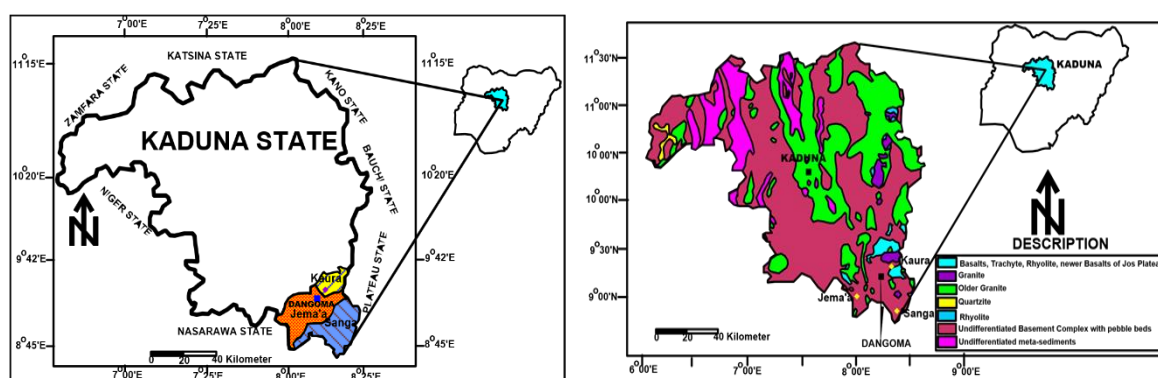 7°00'E 7°25'E 8°00'E 8°25'E
KATSINA STATE
11°15'E
11°15'E
ZAMFARA STATE
KANO STATE
KADUNA STATE
BAUCHI STATE
10°20'E
10°20'E
NIGER STATE
N
PLATEAU STATE
9°42'E
9°42'E
Kaura
DANGOMA
Jema'a
Sanga
NASARAWA STATE
8°45'E
8°45'E
0 20 40 Kilometer
7°00'E 7°25'E 8°00'E 8°25'E
11°30'N
KADUNA
11°00'N
10°00'N
KADUNA
10°00'N
N
9°30'N
DESCRIPTION
Kaura
Basalts, Trachyte, Rhyolite, newer Basalts of Jos Platea
Granite
Older Granite
Quartzite
Rhyolite
Undifferentiated Basement Complex with pebble beds
Undifferentiated meta-sediments
9°00'N
Jema'a
Sanga
0 20 40 Kilometer
DANGOMA
6°00'E 7°00'E 8°00'E 9°00'E